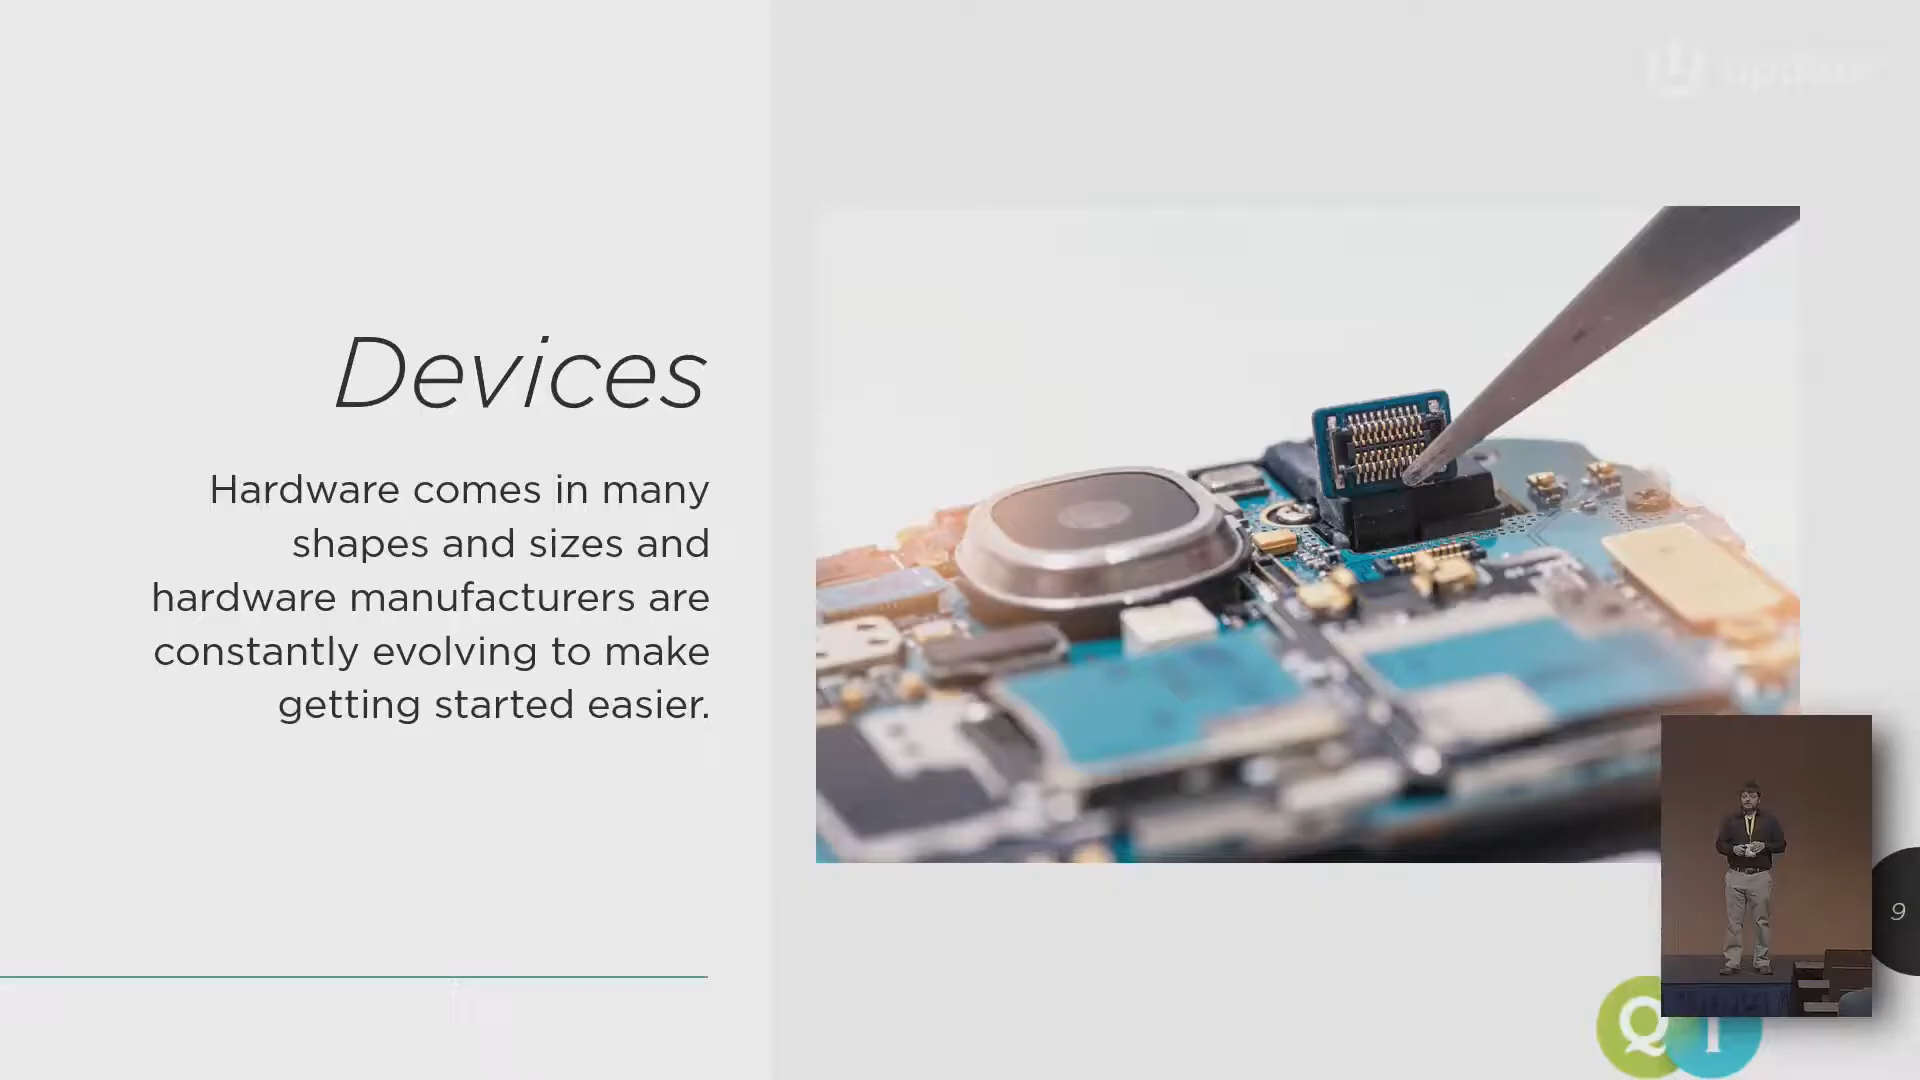 Devices
Hardware comes in many
shapes and sizes and
hardware manufacturers are
constantly evolving to make
getting started easier.
9
Q I